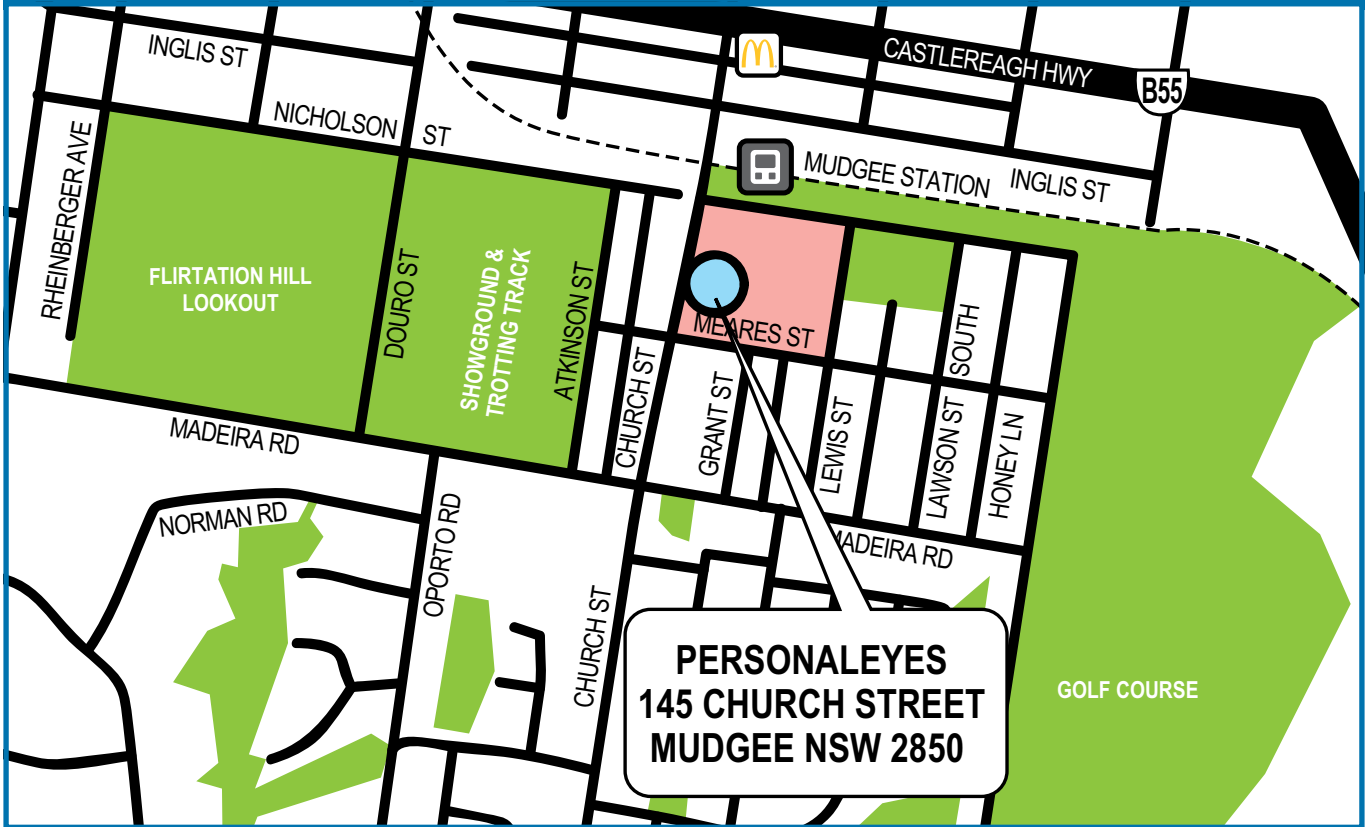 INGLIS ST
CASTLEREAGH HWY
B55
NICHOLSON ST
MUDGEE STATION
INGLIS ST
RHEINBERGER AVE
FLIRTATION HILL
LOOKOUT
DOURO ST
SHOWGROUND &
TROTTING TRACK
ATKINSON ST
MEARES ST
SOUTH
CHURCH ST
GRANT ST
LEWIS ST
LAWSON ST
HONEY LN
MADEIRA RD
NORMAN RD
OPORTO RD
MADEIRA RD
CHURCH ST
PERSONALEYES
145 CHURCH STREET
MUDGEE NSW 2850
GOLF COURSE